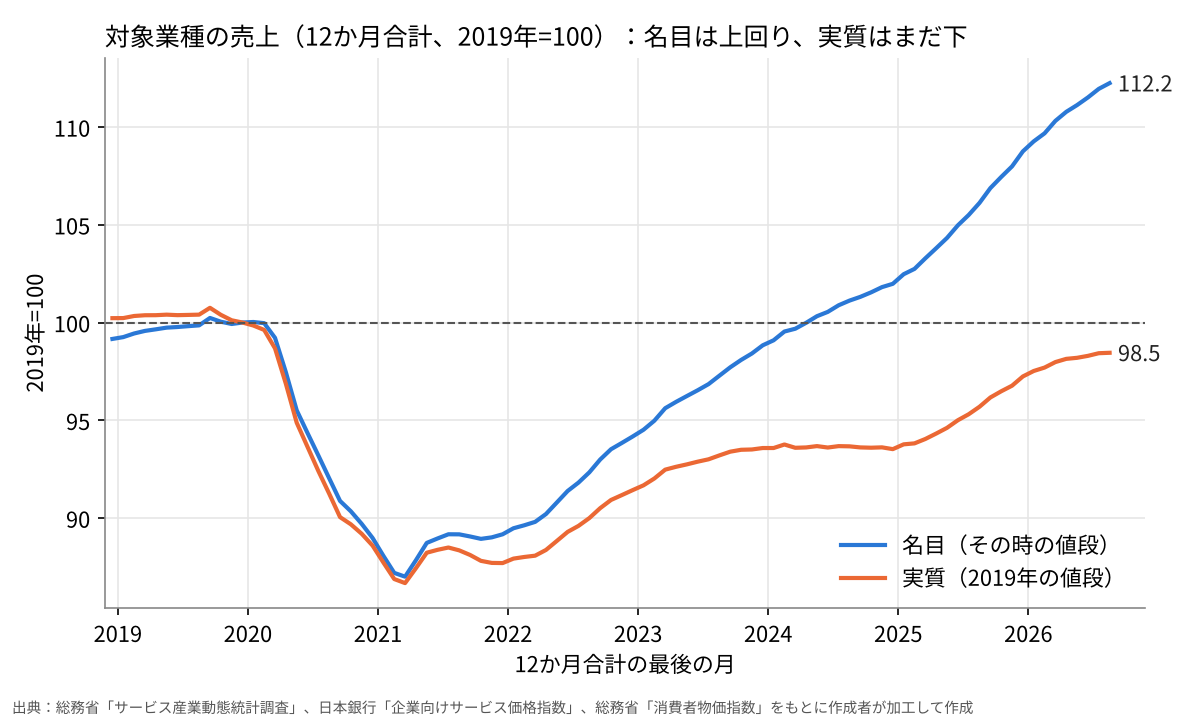 対象業種の売上（12か月合計、2019年=100）：名目は上回り、実質はまだ下
112.2
110
105
100
98.5
95
90
2019年=100
名目（その時の値段）
実質（2019年の値段）
2019 2020 2021 2022 2023 2024 2025 2026
12か月合計の最後の月
出典：総務省「サービス産業動態統計調査」、日本銀行「企業向けサービス価格指数」、総務省「消費者物価指数」をもとに作成者が加工して作成